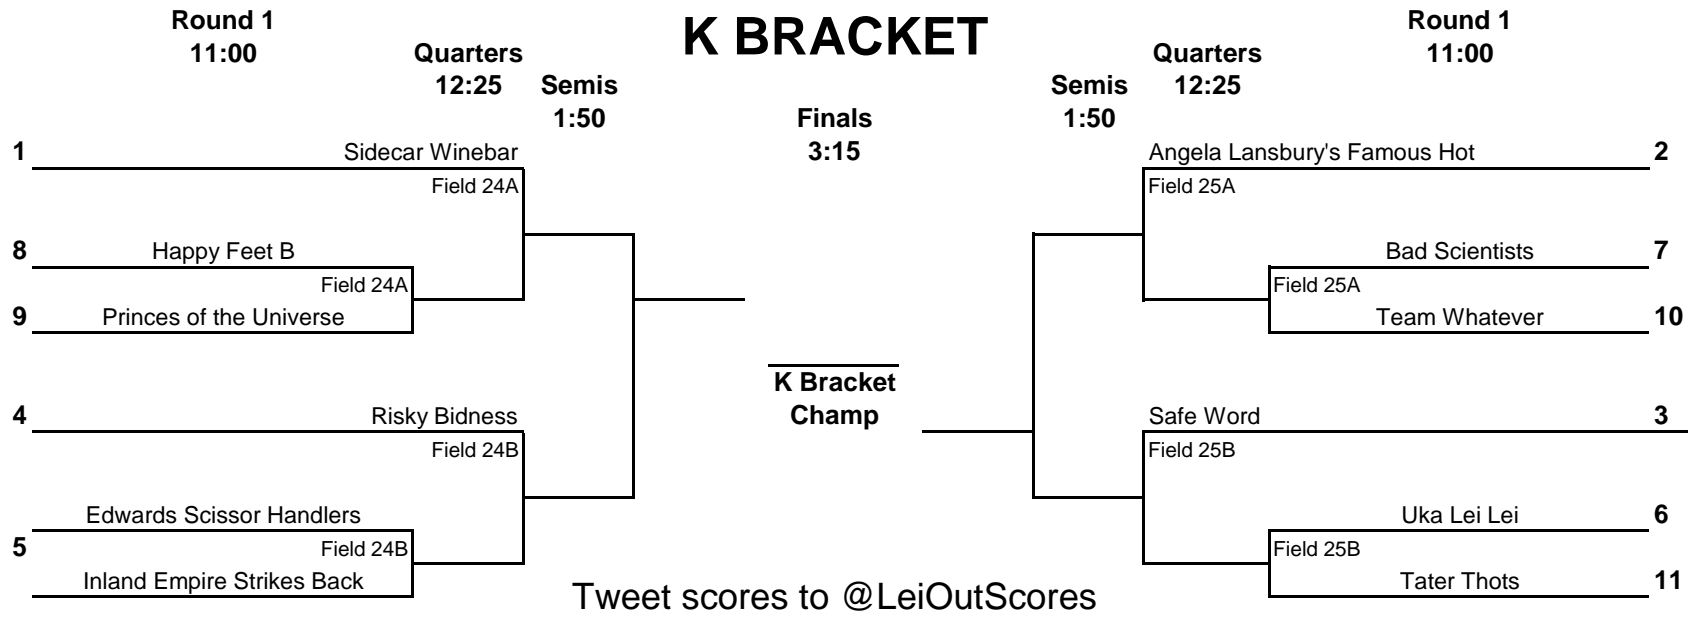 K BRACKET
Round 1
11:00
Quarters
12:25
Semis
1:50
Finals
3:15
Semis
1:50
Quarters
12:25
Round 1
11:00
1 Sidecar Winebar
Field 24A
8 Happy Feet B
Field 24A
9 Princes of the Universe
4 Risky Bidness
Field 24B
Edwards Scissor Handlers
5 Field 24B
Inland Empire Strikes Back
K Bracket
Champ
Angela Lansbury's Famous Hot 2
Field 25A
Bad Scientists 7
Field 25A
Team Whatever 10
Safe Word 3
Field 25B
Uka Lei Lei 6
Field 25B
Tater Thots 11
Tweet scores to @LeiOutScores